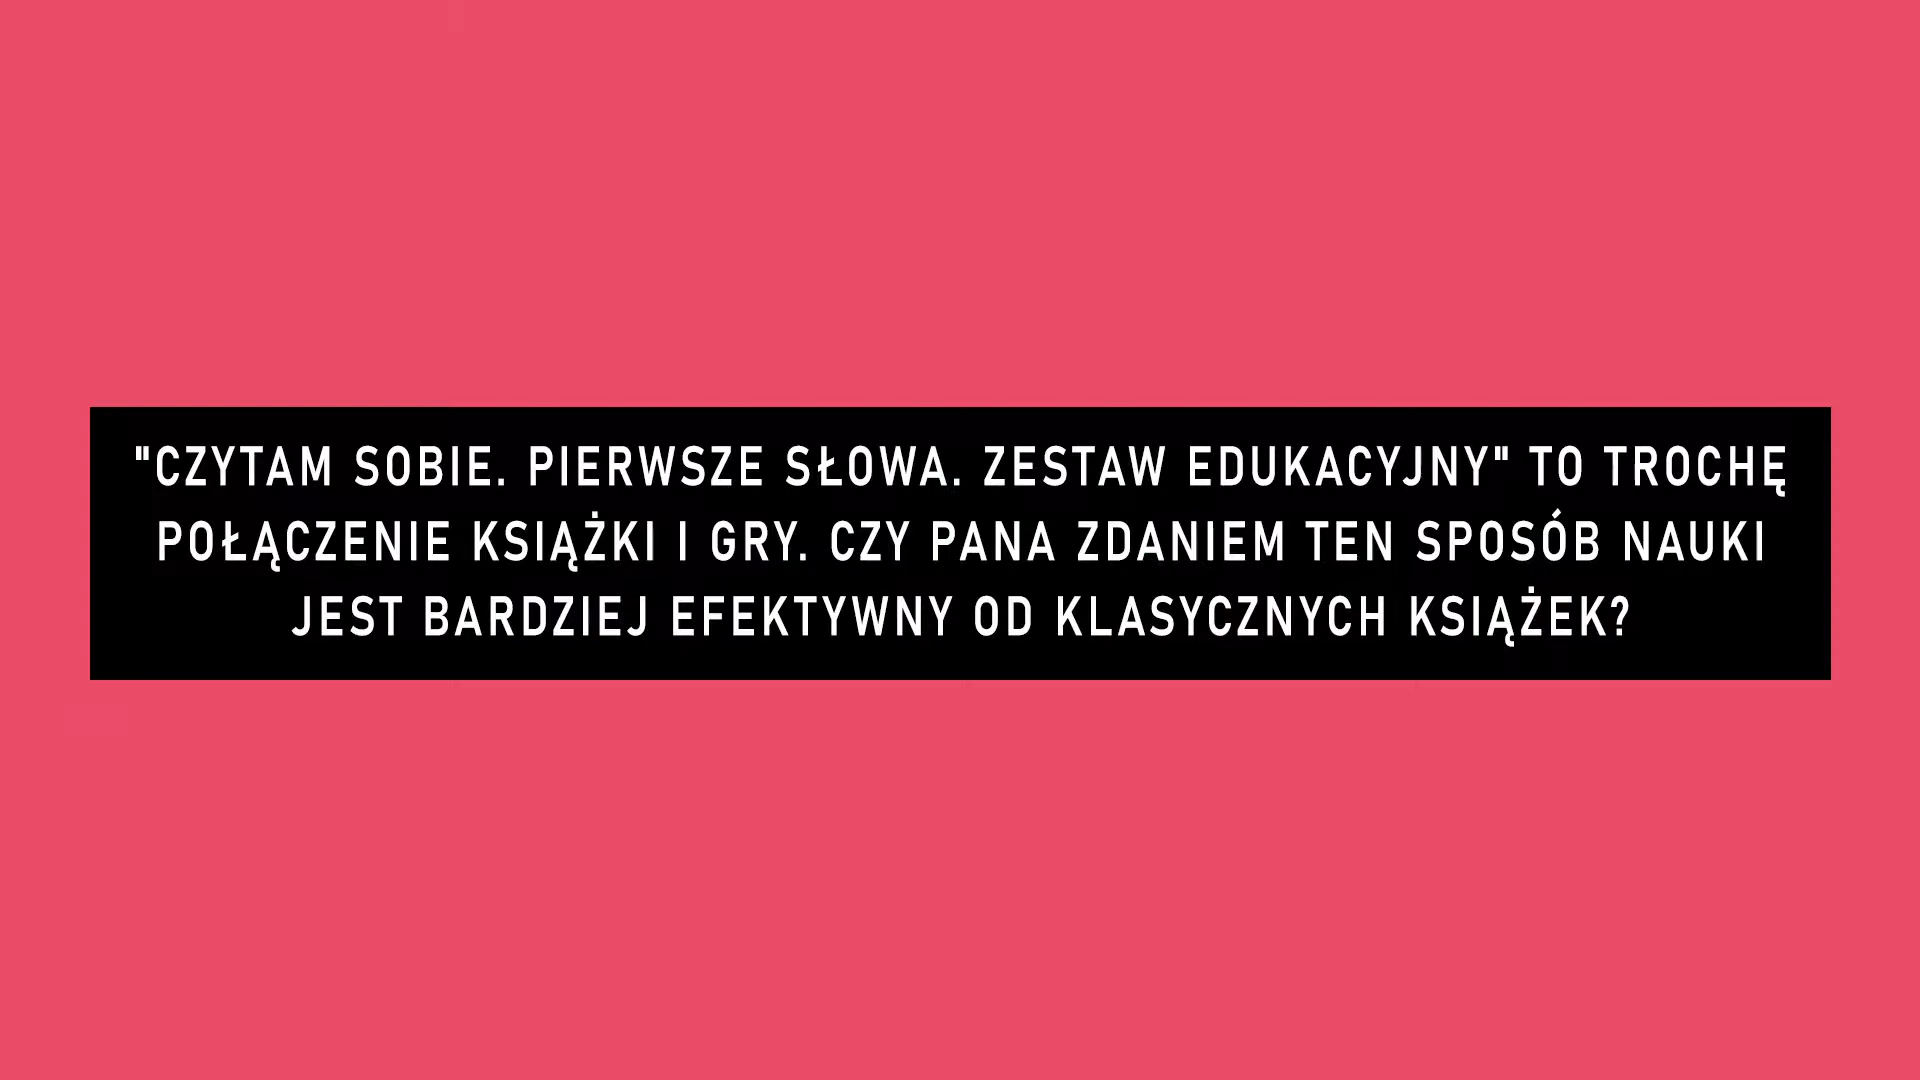 "CZYTAM SOBIE. PIERWSZE SŁOWA. ZESTAW EDUKACYJNY" TO TROCHĘ
POŁĄCZENIE KSIĄŻKI I GRY. CZY PANA ZDANIEM TEN SPOSÓB NAUKI
JEST BARDZIEJ EFEKTYWNY OD KLASYCZNYCH KSIĄŻEK?